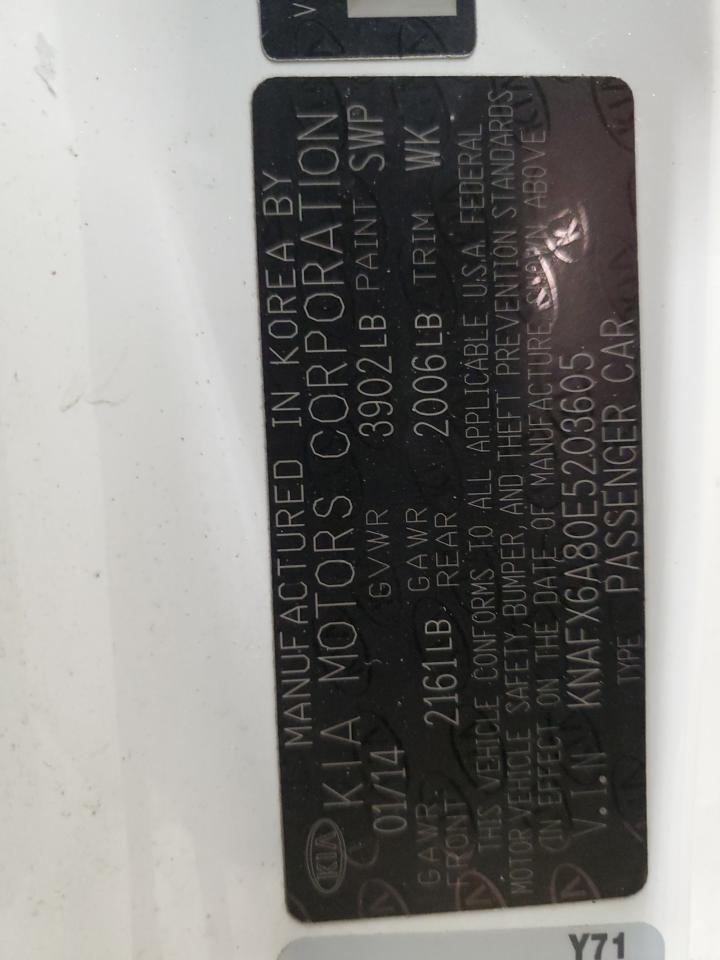 V
MANUFACTURED IN KOREA BY
KIA
KIA MOTORS CORPORATION
01/14 GVWR 3902LB PAINT SWP
GAWR FRONT 2161LB GAWR REAR 2006LB TRIM WK
THIS VEHICLE CONFORMS TO ALL APPLICABLE U.S.A. FEDERAL
MOTOR VEHICLE SAFETY, BUMPER, AND THEFT PREVENTION STANDARDS
IN EFFECT ON THE DATE OF MANUFACTURE SHOWN ABOVE.
V.I.N KNAFX6A80E5203605
TYPE PASSENGER CAR
Y71